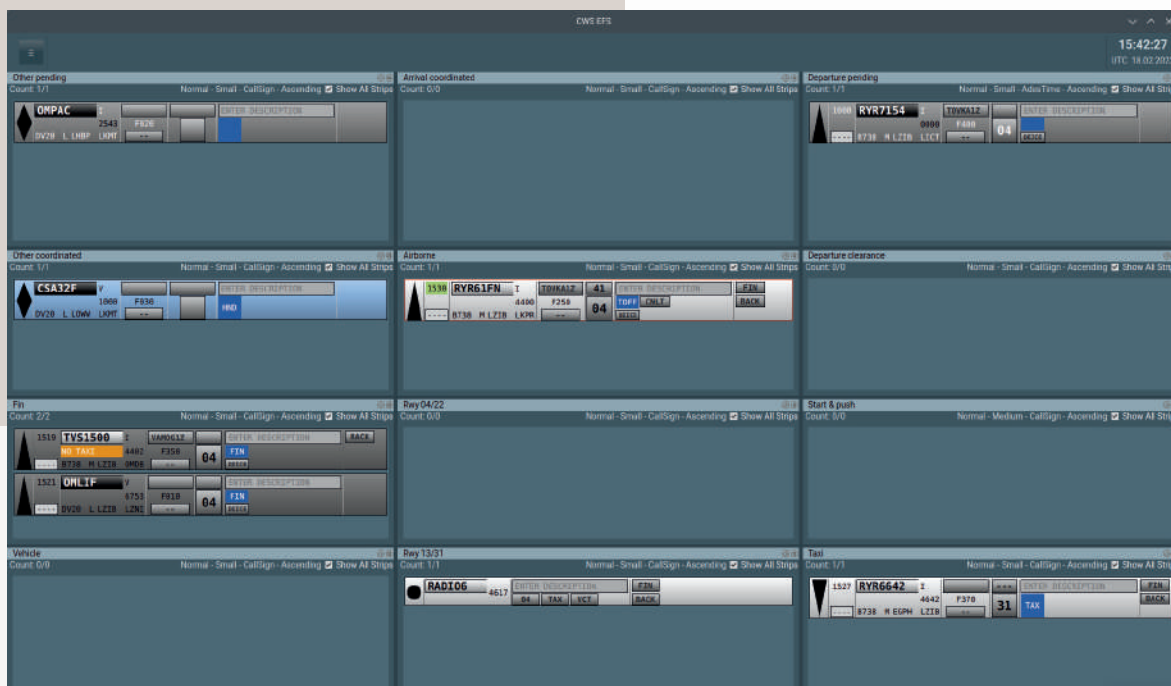 CWS EFS
15:42:27
UTC: 18.02.202
Other pending
Count: 1/1 Normal - Small - CallSign - Ascending Show All Strips
OMPAC I
2543 F020
DV20 L LHBP LKMT --
ENTER DESCRIPTION
Arrival coordinated
Count: 0/0 Normal - Small - CallSign - Ascending Show All Strips
Departure pending
Count: 1/1 Normal - Small - AdesTime - Ascending Show All Strip
1600 RYR7154 I TOVKA1Z ENTER DESCRIPTION
0000 F400 04
---- B738 M LZIB LICT -- DEICE
Other coordinated
Count: 1/1 Normal - Small - CallSign - Ascending Show All Strips
CSA32F V ENTER DESCRIPTION
1000 F030 HND
DV20 L LOWW LKMT --
Airborne
Count: 1/1 Normal - Small - CallSign - Ascending Show All Strips
1530 RYR61FN I TOVKA1Z 41 ENTER DESCRIPTION FIN
4400 F250 04 TOFF CNLT BACK
---- B738 M LZIB LKPR -- DEICE
Departure clearance
Count: 0/0 Normal - Small - CallSign - Ascending Show All Strip
Fin
Count: 2/2 Normal - Small - CallSign - Ascending Show All Strips
1510 TVS1500 I VAMOG1Z ENTER DESCRIPTION BACK
NO TAXI 4402 F350 04 FIN
---- B738 M LZIB OMDB -- DEICE
1521 OMLIF V ENTER DESCRIPTION
6753 F010 04 FIN
---- DV20 L LZIB LZNI -- DEICE
Rwy 04/22
Count: 0/0 Normal - Small - CallSign - Ascending Show All Strips
Start & push
Count: 0/0 Normal - Medium - CallSign - Ascending Show All Strip
Vehicle
Count: 0/0 Normal - Small - CallSign - Ascending Show All Strips
Rwy 13/31
Count: 1/1 Normal - Small - CallSign - Ascending Show All Strips
RADIO6 4617 ENTER DESCRIPTION FIN
04 TAX VCT BACK
Taxi
Count: 1/1 Normal - Small - CallSign - Ascending Show All Strip
1527 RYR6642 I --- ENTER DESCRIPTION FIN
4642 F370 31 TAX BACK
---- B738 M EGPH LZIB --